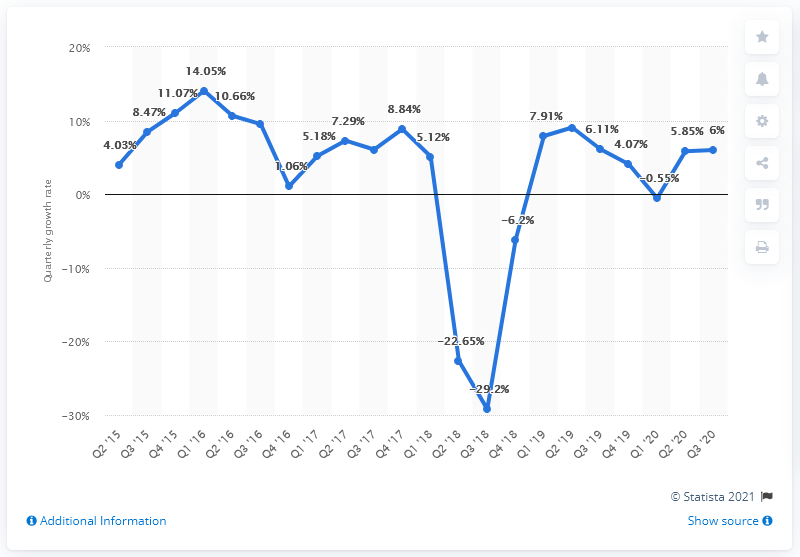 20%
10%
0%
−10%
−20%
−30%
Quarterly growth rate
4.03%
8.47%
11.07%
14.05%
10.66%
1.06%
5.18%
7.29%
8.84%
5.12%
−22.65%
−29.2%
−6.2%
7.91%
6.11%
4.07%
−0.55%
5.85%
6%
Q2 '15
Q3 '15
Q4 '15
Q1 '16
Q2 '16
Q3 '16
Q4 '16
Q1 '17
Q2 '17
Q3 '17
Q4 '17
Q1 '18
Q2 '18
Q3 '18
Q4 '18
Q1 '19
Q2 '19
Q3 '19
Q4 '19
Q1 '20
Q2 '20
Q3 '20
© Statista 2021
Additional Information
Show source